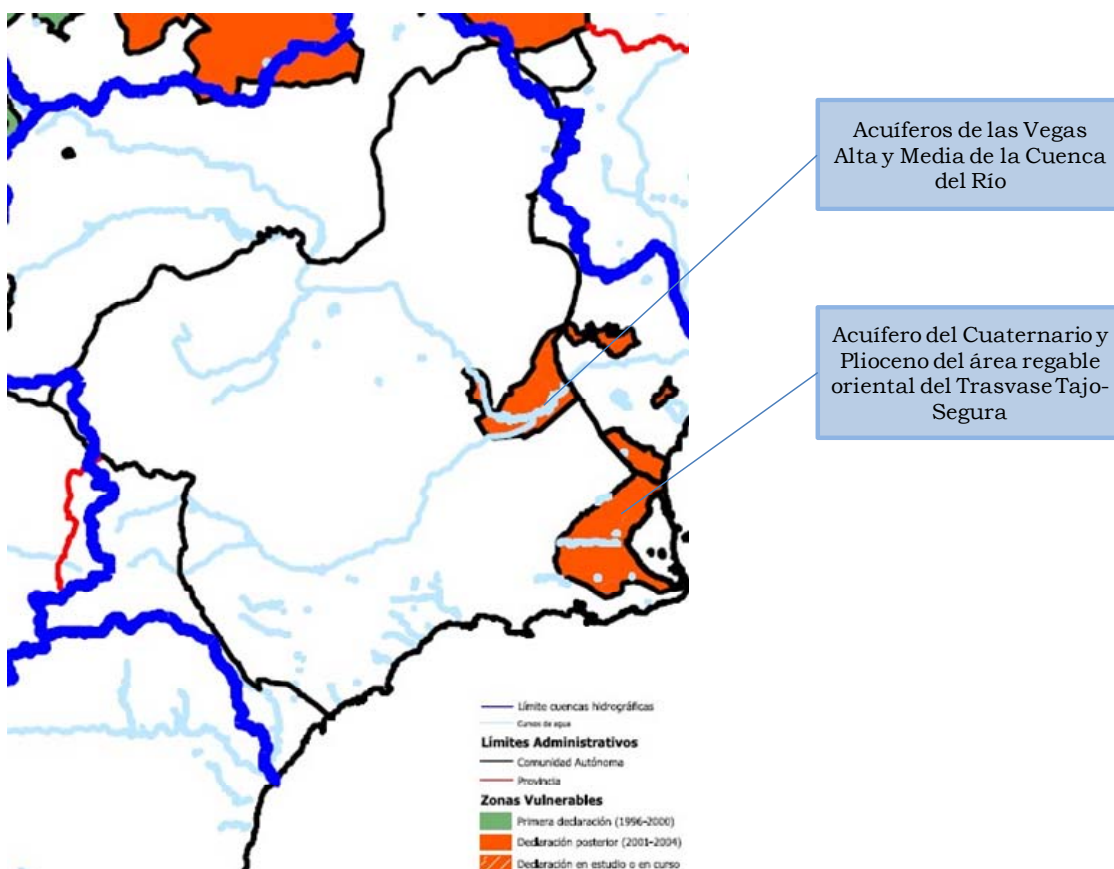 Acuíferos de las Vegas
Alta y Media de la Cuenca
del Río
Acuífero del Cuaternario y
Plioceno del área regable
oriental del Trasvase Tajo-
Segura
Límite cuencas hidrográficas
Cursos de agua
Límites Administrativos
Comunidad Autónoma
Provincia
Zonas Vulnerables
Primera declaración (1996-2000)
Declaración posterior (2001-2004)
Declaración en estudio o en curso